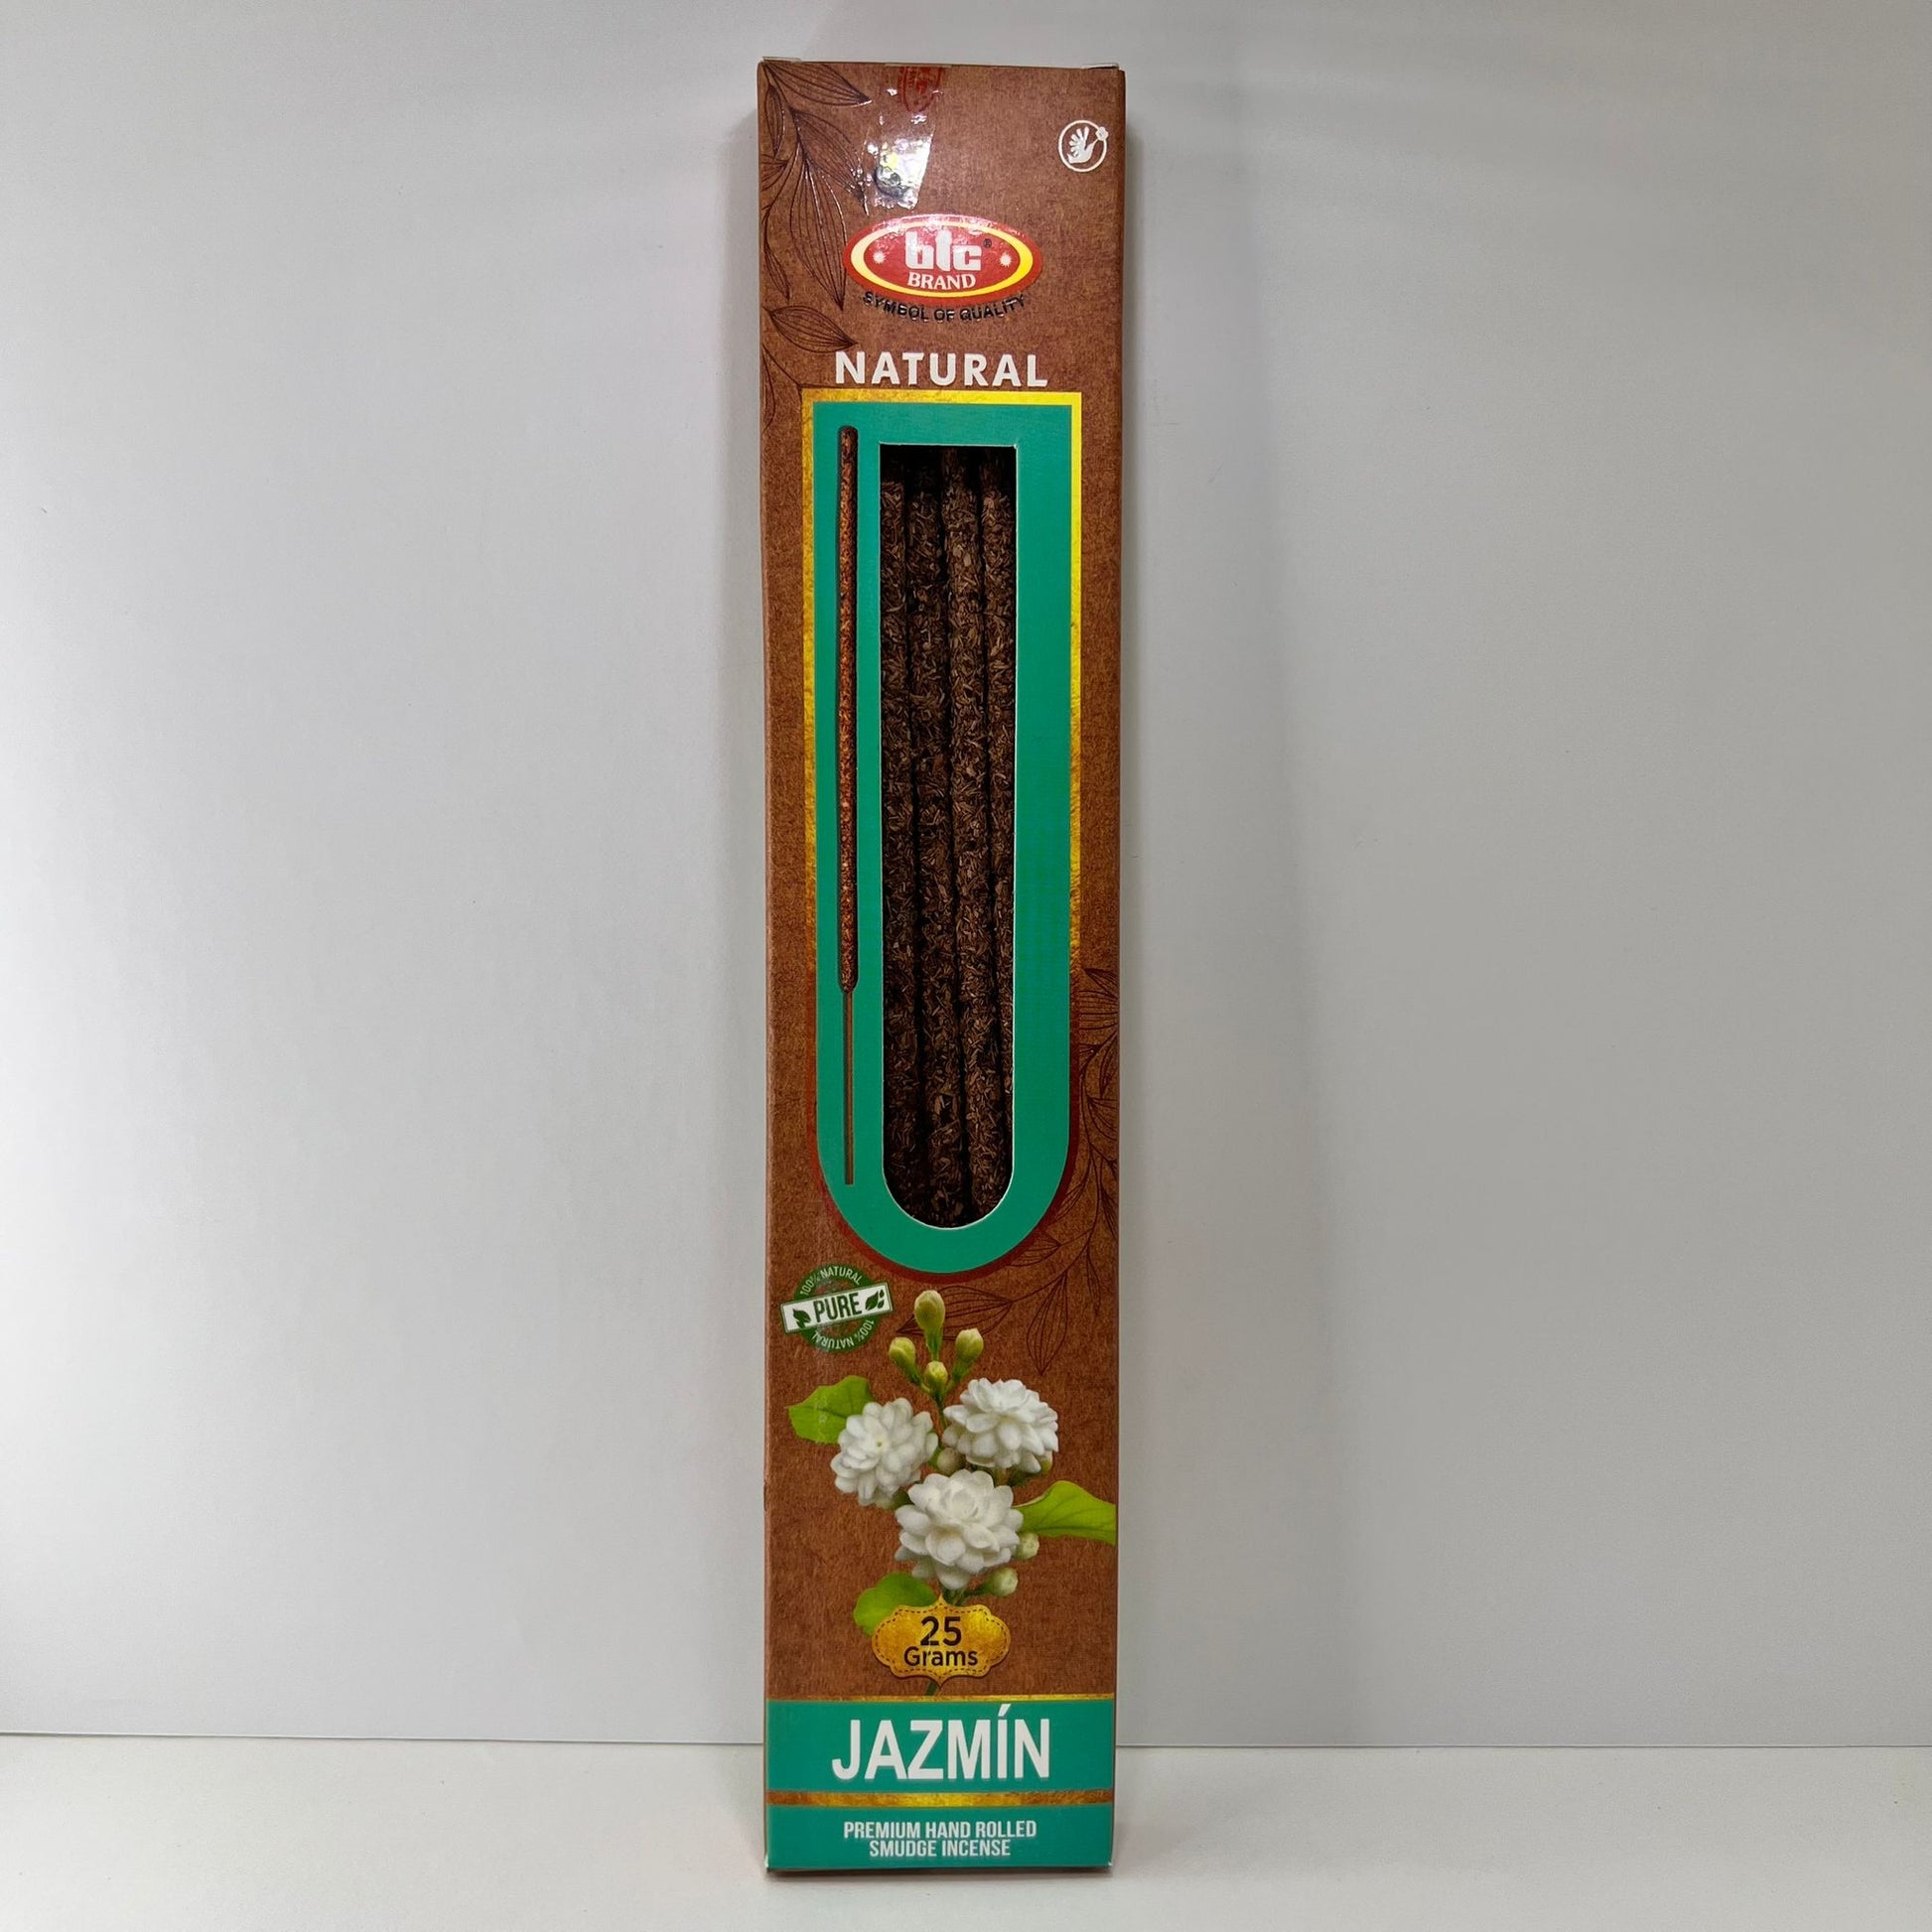 btc®
BRAND
SYMBOL OF QUALITY
NATURAL
100% NATURAL
PURE
100% NATURAL
25
Grams
JAZMÍN
PREMIUM HAND ROLLED
SMUDGE INCENSE